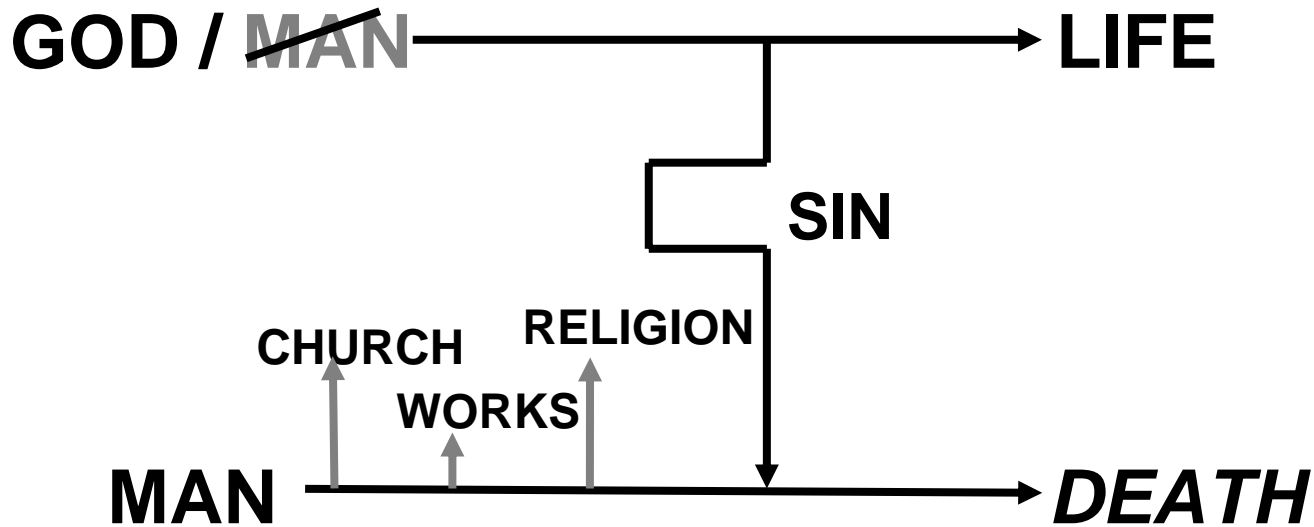 GOD / MAN LIFE
SIN
RELIGION
CHURCH
WORKS
MAN DEATH